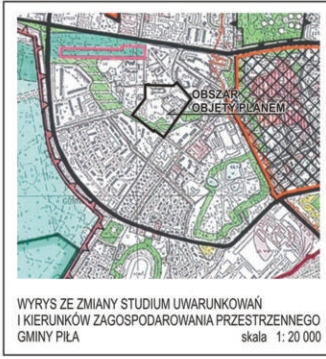 OBSZAR
OBJĘTY PLANEM
WYRYS ZE ZMIANY STUDIUM UWARUNKOWAŃ
I KIERUNKÓW ZAGOSPODAROWANIA PRZESTRZENNEGO
GMINY PIŁA skala 1: 20 000